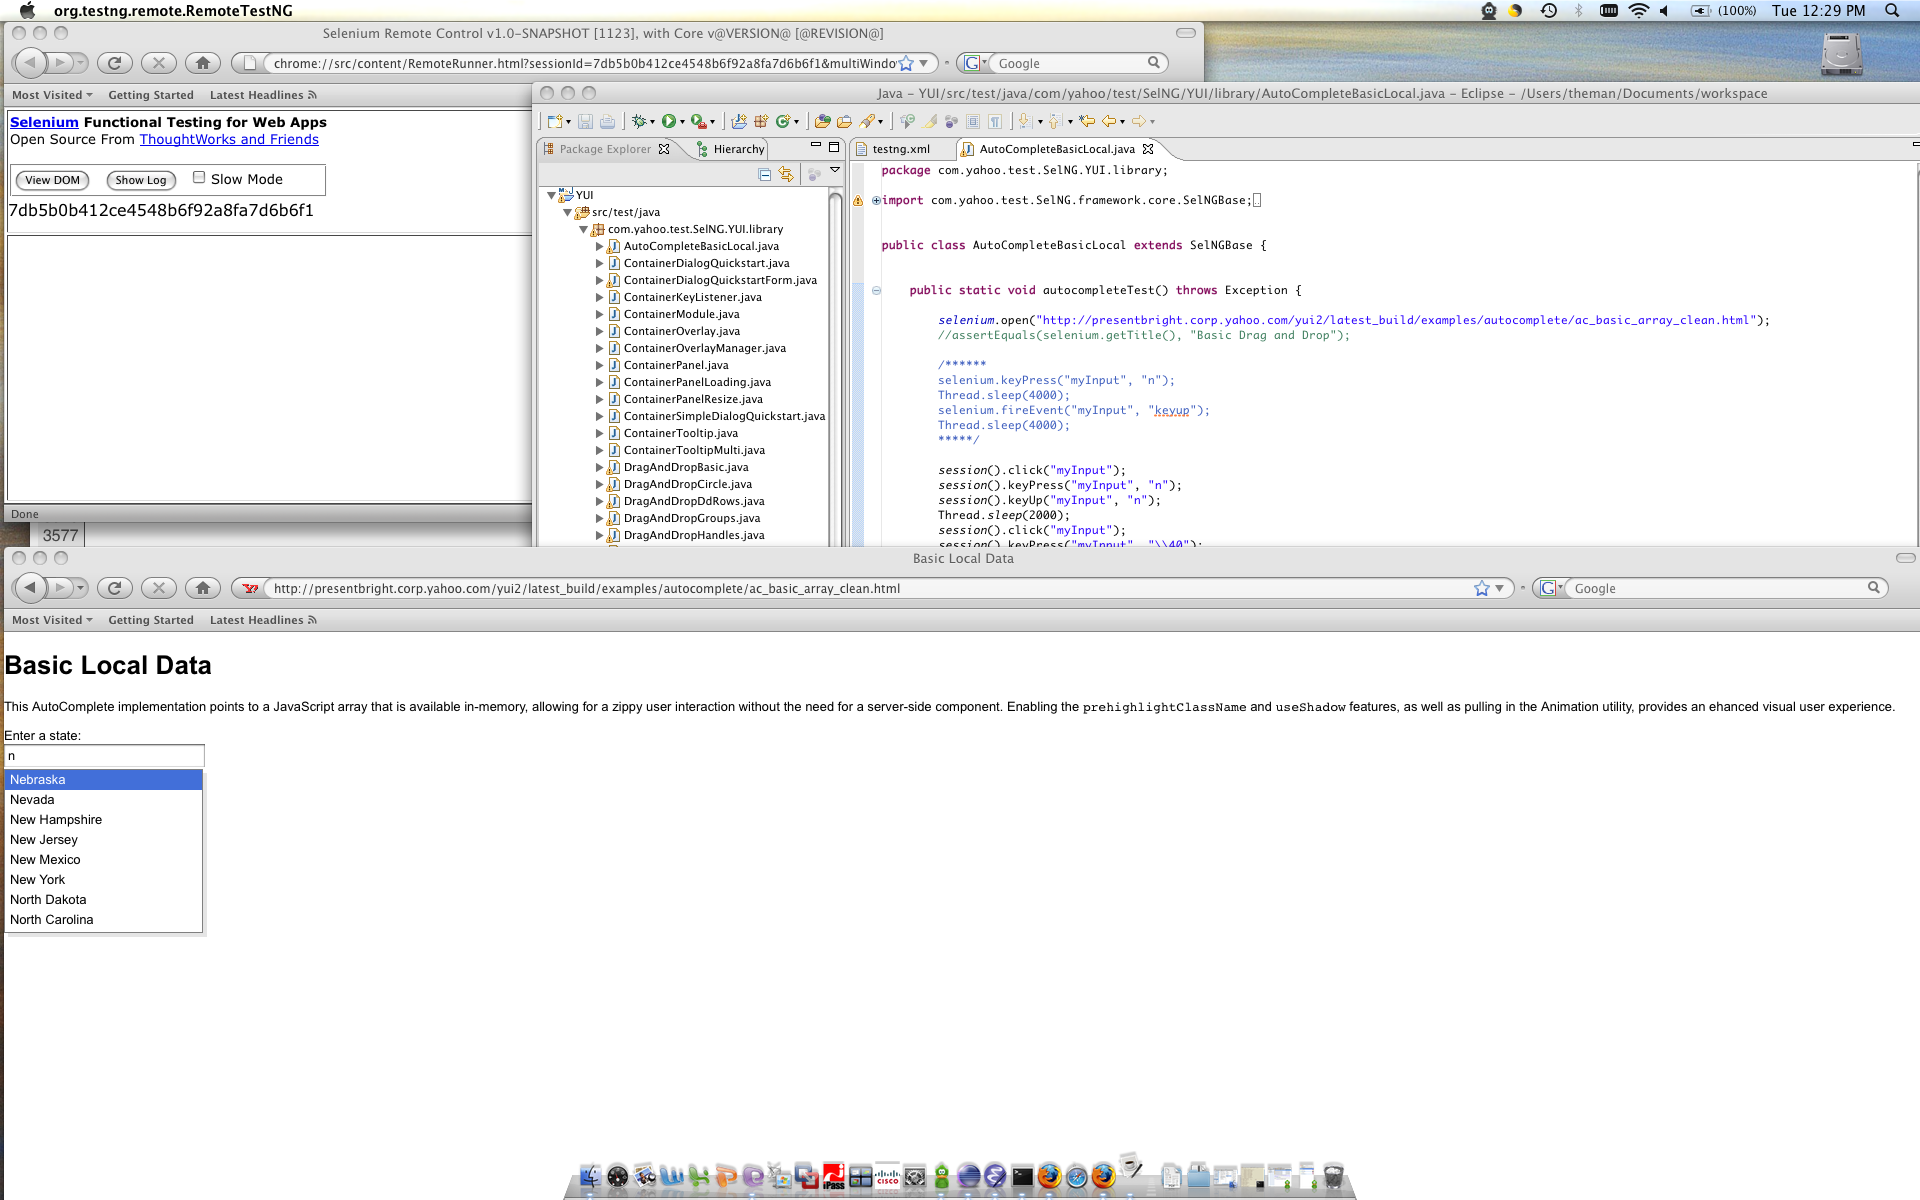 org.testng.remote.RemoteTestNG
(100%) Tue 12:29 PM
Selenium Remote Control v1.0-SNAPSHOT [1123], with Core v@VERSION@ [@REVISION@]
chrome://src/content/RemoteRunner.html?sessionId=7db5b0b412ce4548b6f92a8fa7d6b6f1&multiWindo
Google
Most Visited Getting Started Latest Headlines
Selenium Functional Testing for Web Apps
Open Source From ThoughtWorks and Friends
View DOM Show Log Slow Mode
7db5b0b412ce4548b6f92a8fa7d6b6f1
Done
3577
Java - YUI/src/test/java/com/yahoo/test/SelNG/YUI/library/AutoCompleteBasicLocal.java - Eclipse - /Users/theman/Documents/workspace
Package Explorer Hierarchy
YUI
src/test/java
com.yahoo.test.SelNG.YUI.library
AutoCompleteBasicLocal.java
ContainerDialogQuickstart.java
ContainerDialogQuickstartForm.java
ContainerKeyListener.java
ContainerModule.java
ContainerOverlay.java
ContainerOverlayManager.java
ContainerPanel.java
ContainerPanelLoading.java
ContainerPanelResize.java
ContainerSimpleDialogQuickstart.java
ContainerTooltip.java
ContainerTooltipMulti.java
DragAndDropBasic.java
DragAndDropCircle.java
DragAndDropDdRows.java
DragAndDropGroups.java
DragAndDropHandles.java
testng.xml AutoCompleteBasicLocal.java
package com.yahoo.test.SelNG.YUI.library;
import com.yahoo.test.SelNG.framework.core.SelNGBase;
public class AutoCompleteBasicLocal extends SelNGBase {
public static void autocompleteTest() throws Exception {
selenium.open("http://presentbright.corp.yahoo.com/yui2/latest_build/examples/autocomplete/ac_basic_array_clean.html");
//assertEquals(selenium.getTitle(), "Basic Drag and Drop");
/******
selenium.keyPress("myInput", "n");
Thread.sleep(4000);
selenium.fireEvent("myInput", "keyup");
Thread.sleep(4000);
*****/
session().click("myInput");
session().keyPress("myInput", "n");
session().keyUp("myInput", "n");
Thread.sleep(2000);
session().click("myInput");
session().keyPress("myInput", "\\40");
Basic Local Data
http://presentbright.corp.yahoo.com/yui2/latest_build/examples/autocomplete/ac_basic_array_clean.html
Google
Most Visited Getting Started Latest Headlines
Basic Local Data
This AutoComplete implementation points to a JavaScript array that is available in-memory, allowing for a zippy user interaction without the need for a server-side component. Enabling the prehighlightClassName and useShadow features, as well as pulling in the Animation utility, provides an ehanced visual user experience.
Enter a state:
n
Nebraska
Nevada
New Hampshire
New Jersey
New Mexico
New York
North Dakota
North Carolina
iPass
CISCO